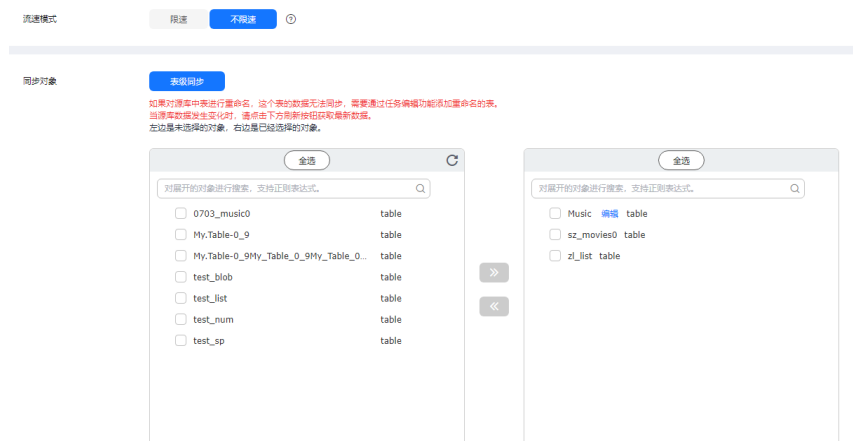 流速模式 限速 不限速 ?
同步对象 表级同步
如果对源库中表进行重命名，这个表的数据无法同步，需要通过任务编辑功能添加重命名的表。
当源库数据发生变化时，请点击下方刷新按钮获取最新数据。
左边是未选择的对象，右边是已经选择的对象。
全选
对展开的对象进行搜索，支持正则表达式。
0703_music0 table
My.Table-0_9 table
My.Table-0_9My_Table_0_9My_Table_0... table
test_blob table
test_list table
test_num table
test_sp table
全选
对展开的对象进行搜索，支持正则表达式。
Music 编辑 table
sz_movies0 table
zl_list table